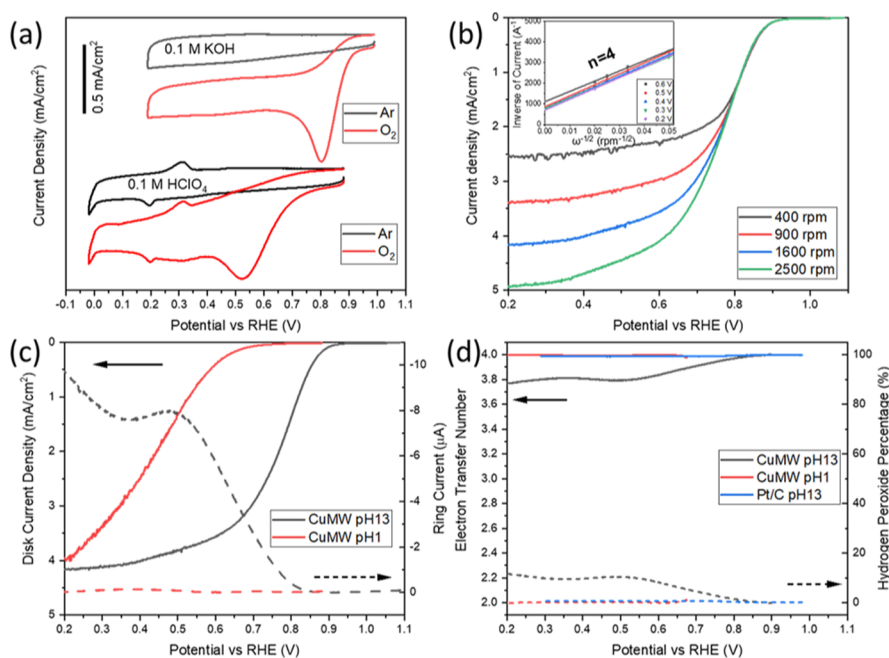 (a)
0.1 M KOH
0.5 mA/cm²
Ar
O₂
0.1 M HClO₄
Ar
O₂
Current Density (mA/cm²)
-0.1 0.0 0.1 0.2 0.3 0.4 0.5 0.6 0.7 0.8 0.9 1.0 1.1
Potential vs RHE (V)
(b)
0
1
2
3
4
5
Current density (mA/cm²)
5000
4000
3000
2000
1000
0
Inverse of Current (A⁻¹
n=4
0.6 V
0.5 V
0.4 V
0.3 V
0.2 V
0.00 0.01 0.02 0.03 0.04 0.05
ω⁻¹/² (rpm⁻¹/²)
400 rpm
900 rpm
1600 rpm
2500 rpm
0.2 0.4 0.6 0.8 1.0
Potential vs RHE (V)
(c)
0
1
2
3
4
5
Disk Current Density (mA/cm²)
-10
-8
-6
-4
-2
0
Ring Current (μA)
CuMW pH13
CuMW pH1
0.2 0.3 0.4 0.5 0.6 0.7 0.8 0.9 1.0 1.1
Potential vs RHE (V)
(d)
4.0
3.8
3.6
3.4
3.2
3.0
2.8
2.6
2.4
2.2
2.0
Electron Transfer Number
100
80
60
40
20
0
Hydrogen Peroxide Percentage (%)
CuMW pH13
CuMW pH1
Pt/C pH13
0.2 0.3 0.4 0.5 0.6 0.7 0.8 0.9 1.0 1.1
Potential vs RHE (V)